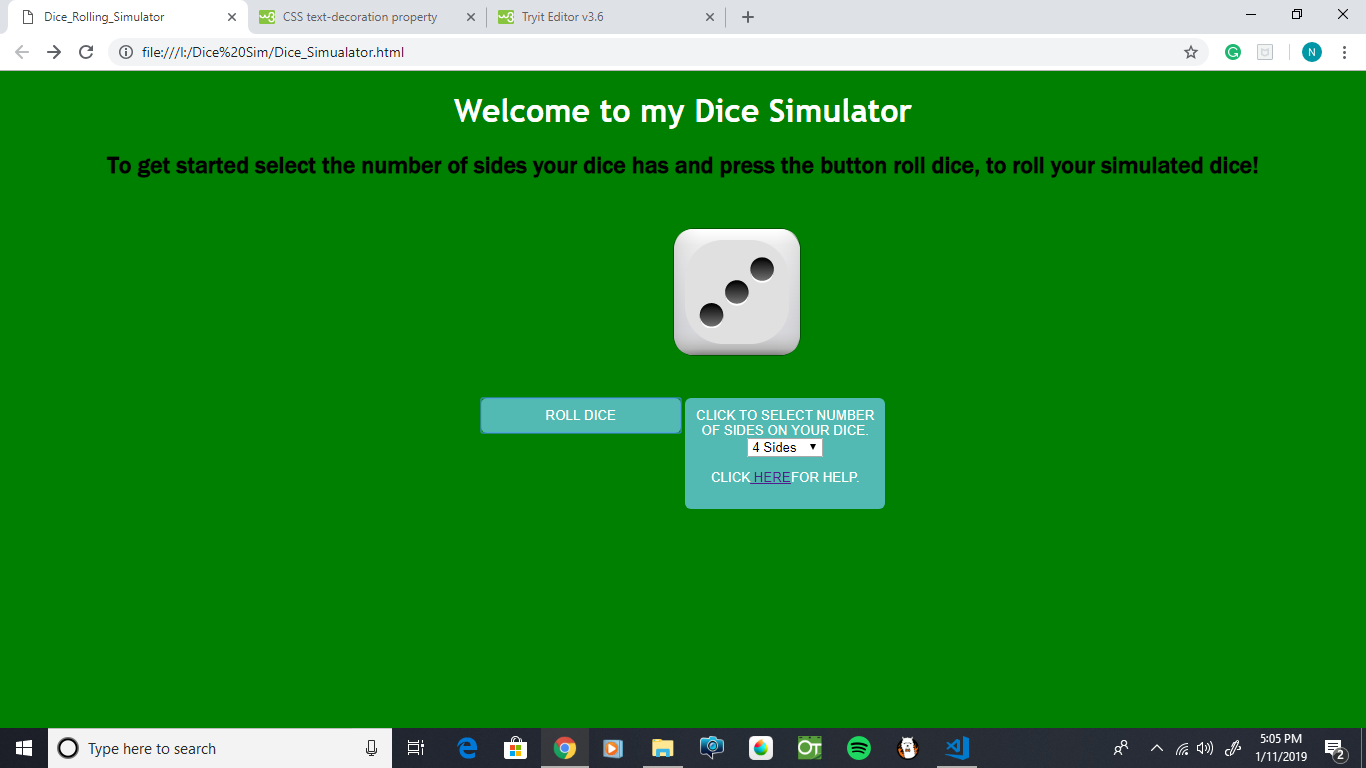 Dice_Rolling_Simulator
CSS text-decoration property
Tryit Editor v3.6
file:///I:/Dice%20Sim/Dice_Simualator.html
N
Welcome to my Dice Simulator
To get started select the number of sides your dice has and press the button roll dice, to roll your simulated dice!
ROLL DICE
CLICK TO SELECT NUMBER
OF SIDES ON YOUR DICE.
4 Sides
CLICK HEREFOR HELP.
Type here to search
OT
5:05 PM
1/11/2019
2